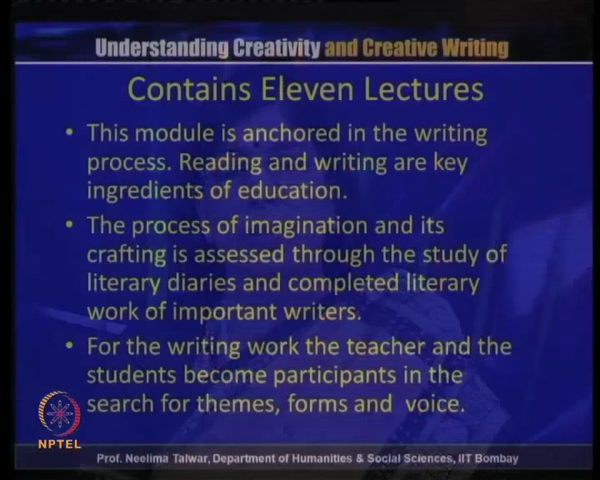 Understanding Creativity and Creative Writing
Contains Eleven Lectures
• This module is anchored in the writing
process. Reading and writing are key
ingredients of education.
• The process of imagination and its
crafting is assessed through the study of
literary diaries and completed literary
work of important writers.
• For the writing work the teacher and the
students become participants in the
search for themes, forms and voice.
NPTEL
Prof. Neelima Talwar, Department of Humanities & Social Sciences, IIT Bombay